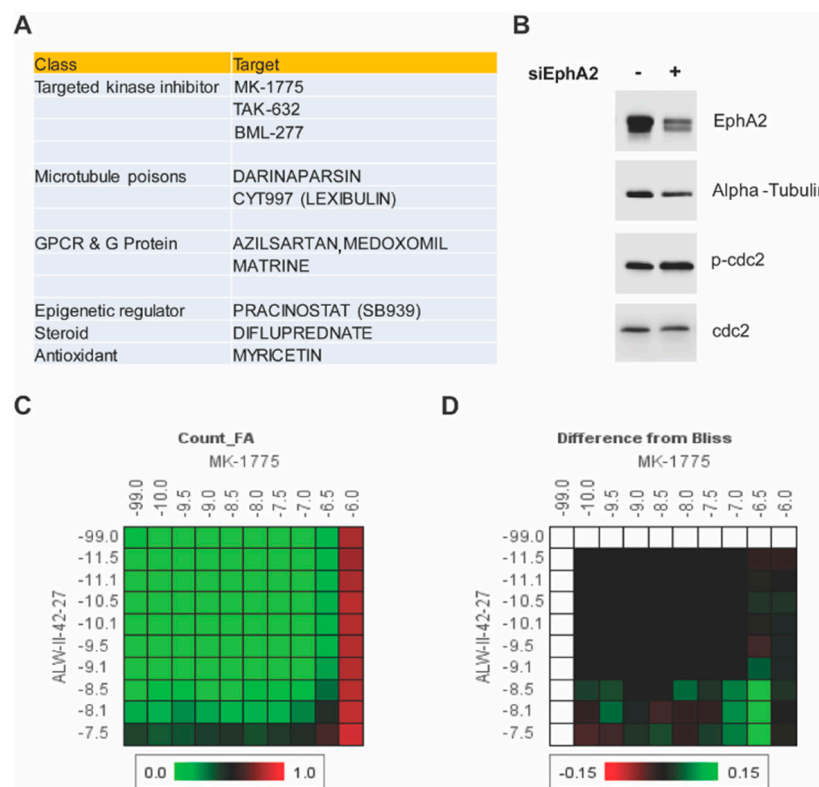 A
Class Target
Targeted kinase inhibitor MK-1775
TAK-632
BML-277
Microtubule poisons DARINAPARSIN
CYT997 (LEXIBULIN)
GPCR & G Protein AZILSARTAN,MEDOXOMIL
MATRINE
Epigenetic regulator PRACINOSTAT (SB939)
Steroid DIFLUPREDNATE
Antioxidant MYRICETIN
B
siEphA2 - +
EphA2
Alpha-Tubulin
p-cdc2
cdc2
C
Count_FA
MK-1775
-99.0 -10.0 -9.5 -9.0 -8.5 -8.0 -7.5 -7.0 -6.5 -6.0
ALW-II-42-27
-99.0
-11.5
-11.1
-10.5
-10.1
-9.5
-9.1
-8.5
-8.1
-7.5
0.0 1.0
D
Difference from Bliss
MK-1775
-99.0 -10.0 -9.5 -9.0 -8.5 -8.0 -7.5 -7.0 -6.5 -6.0
ALW-II-42-27
-99.0
-11.5
-11.1
-10.5
-10.1
-9.5
-9.1
-8.5
-8.1
-7.5
-0.15 0.15